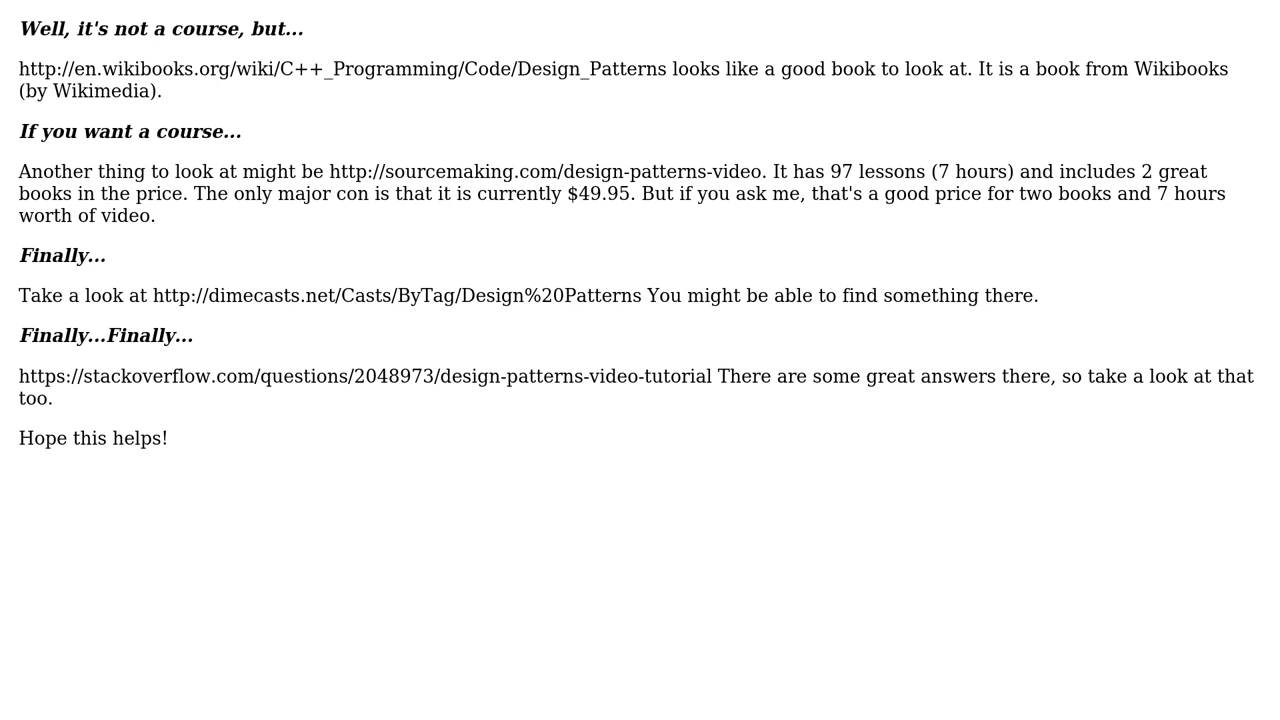 Well, it's not a course, but...
http://en.wikibooks.org/wiki/C++_Programming/Code/Design_Patterns looks like a good book to look at. It is a book from Wikibooks
(by Wikimedia).
If you want a course...
Another thing to look at might be http://sourcemaking.com/design-patterns-video. It has 97 lessons (7 hours) and includes 2 great
books in the price. The only major con is that it is currently $49.95. But if you ask me, that's a good price for two books and 7 hours
worth of video.
Finally...
Take a look at http://dimecasts.net/Casts/ByTag/Design%20Patterns You might be able to find something there.
Finally...Finally...
https://stackoverflow.com/questions/2048973/design-patterns-video-tutorial There are some great answers there, so take a look at that
too.
Hope this helps!